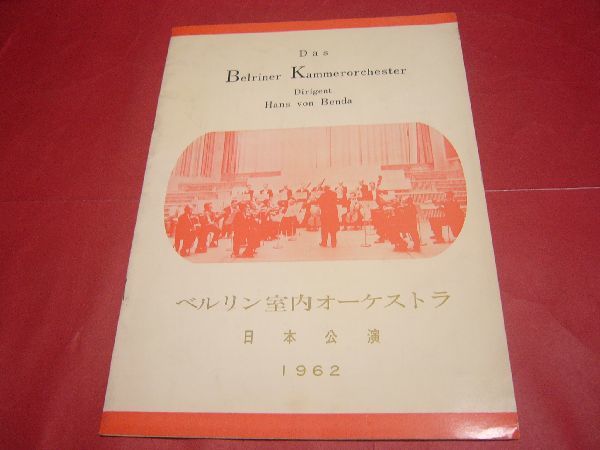 Das
Belriner Kammerorchester
Dirigent
Hans von Benda
ベルリン室内オーケストラ
日本公演
1962